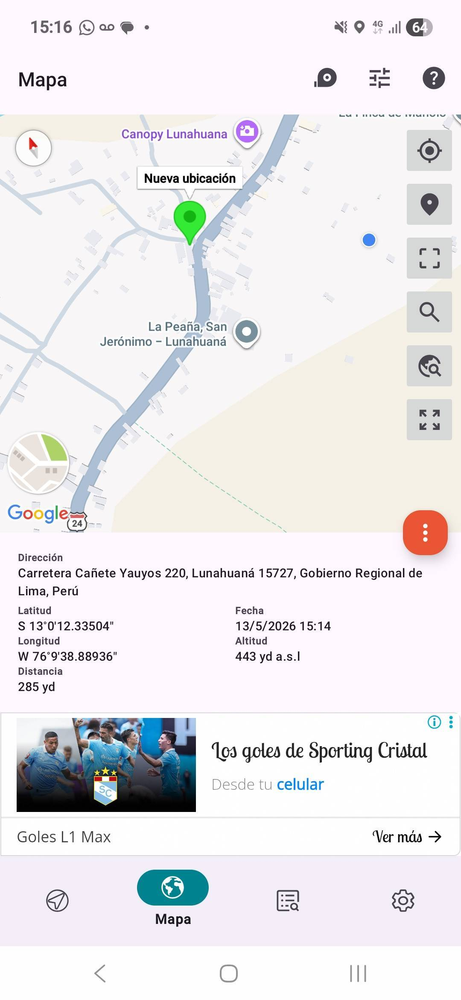 15:16
4G
64
Mapa
?
Canopy Lunahuana
Nueva ubicación
La Peaña, San
Jerónimo – Lunahuaná
Google
24
Dirección
Carretera Cañete Yauyos 220, Lunahuaná 15727, Gobierno Regional de
Lima, Perú
Latitud
S 13°0'12.33504"
Fecha
13/5/2026 15:14
Longitud
W 76°9'38.88936"
Altitud
443 yd a.s.l
Distancia
285 yd
SC
Los goles de Sporting Cristal
Desde tu celular
Goles L1 Max
Ver más →
Mapa